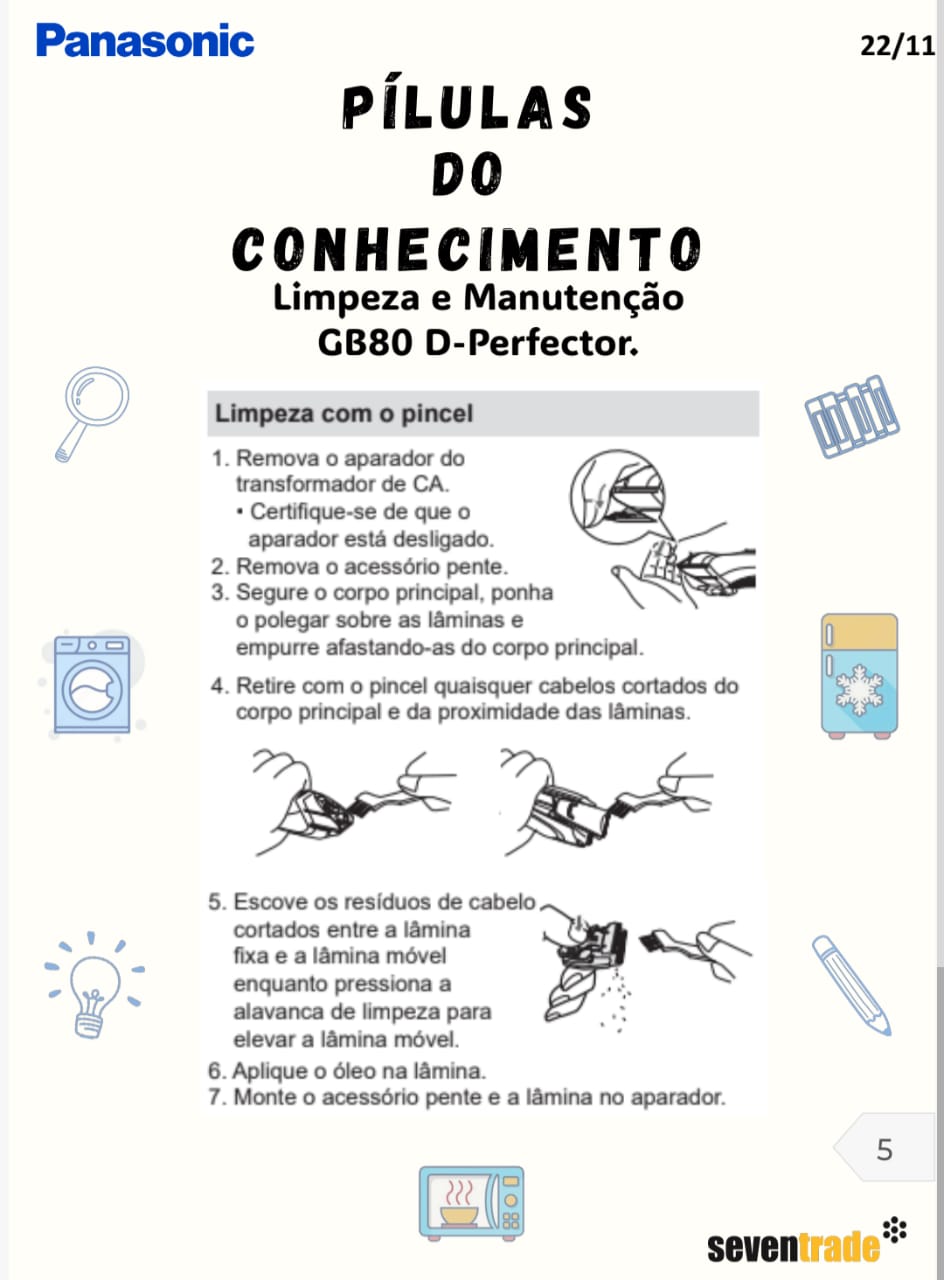 Panasonic
22/11
PÍLULAS
DO
CONHECIMENTO
Limpeza e Manutenção
GB80 D-Perfector.
Limpeza com o pincel
1. Remova o aparador do
transformador de CA.
• Certifique-se de que o
aparador está desligado.
2. Remova o acessório pente.
3. Segure o corpo principal, ponha
o polegar sobre as lâminas e
empurre afastando-as do corpo principal.
4. Retire com o pincel quaisquer cabelos cortados do
corpo principal e da proximidade das lâminas.
5. Escove os resíduos de cabelo
cortados entre a lâmina
fixa e a lâmina móvel
enquanto pressiona a
alavanca de limpeza para
elevar a lâmina móvel.
6. Aplique o óleo na lâmina.
7. Monte o acessório pente e a lâmina no aparador.
5
seventrade